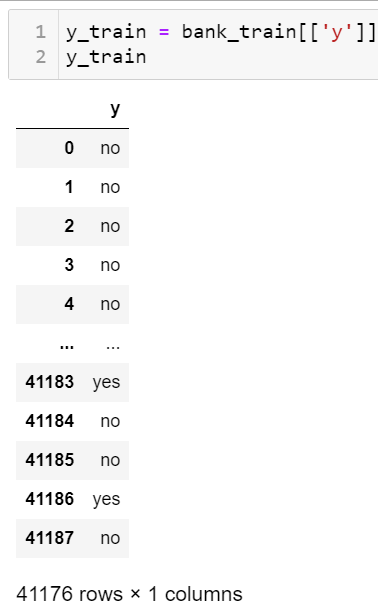 1 y_train = bank_train[['y']]
2 y_train
y
0 no
1 no
2 no
3 no
4 no
... ...
41183 yes
41184 no
41185 no
41186 yes
41187 no
41176 rows × 1 columns